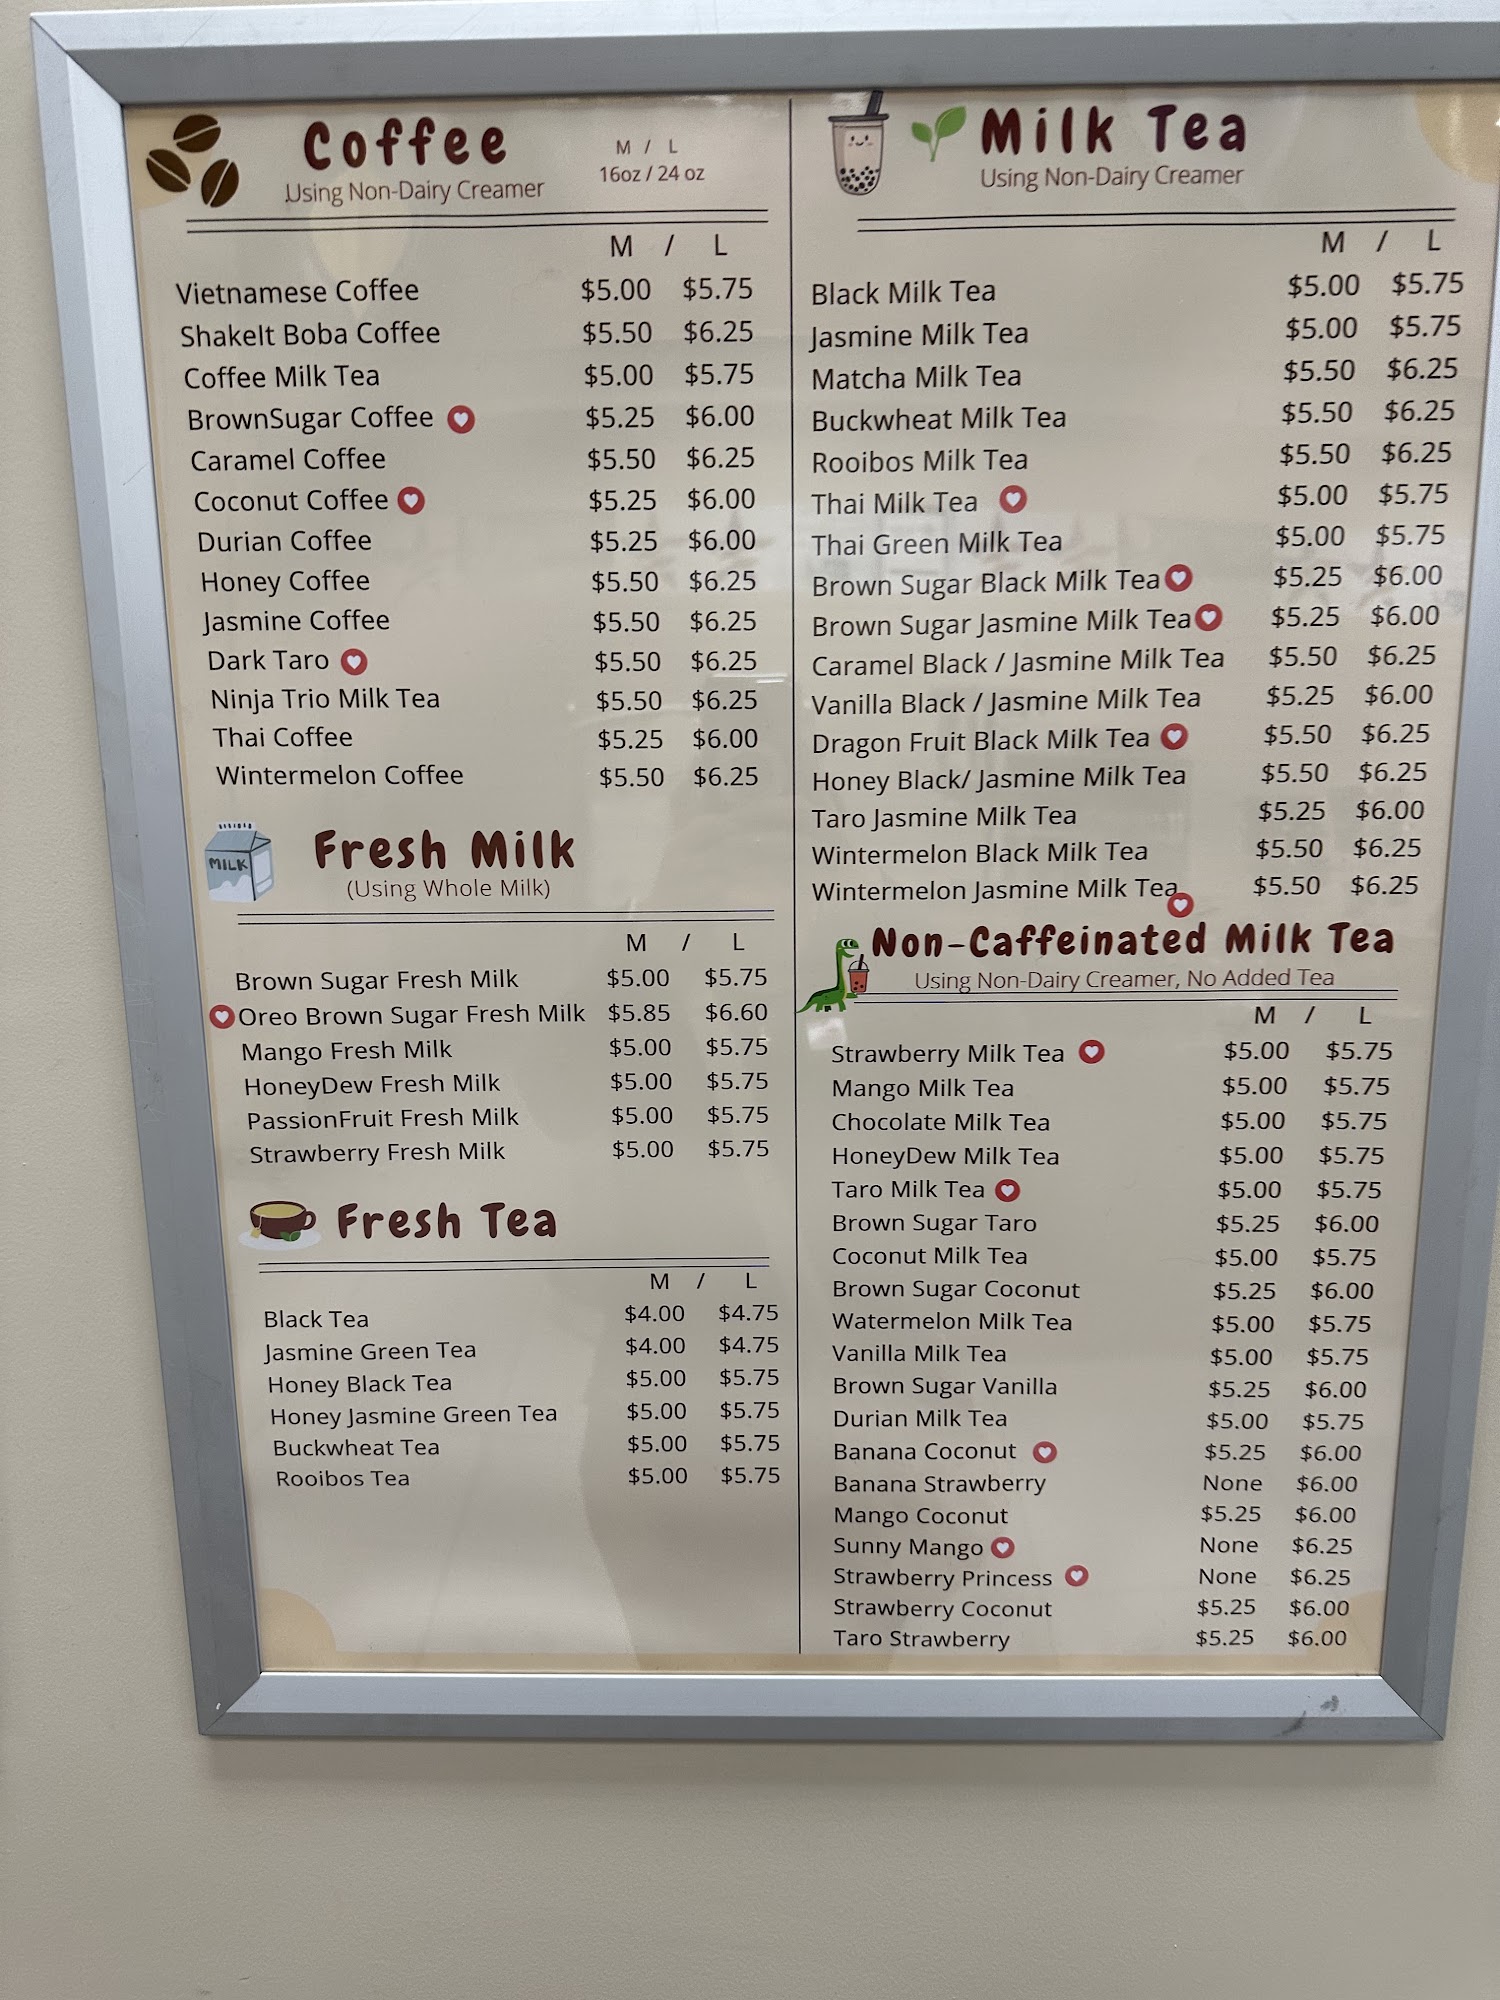 Coffee
M / L
16oz / 24 oz
Using Non-Dairy Creamer
M / L
Vietnamese Coffee $5.00 $5.75
ShakeIt Boba Coffee $5.50 $6.25
Coffee Milk Tea $5.00 $5.75
BrownSugar Coffee $5.25 $6.00
Caramel Coffee $5.50 $6.25
Coconut Coffee $5.25 $6.00
Durian Coffee $5.25 $6.00
Honey Coffee $5.50 $6.25
Jasmine Coffee $5.50 $6.25
Dark Taro $5.50 $6.25
Ninja Trio Milk Tea $5.50 $6.25
Thai Coffee $5.25 $6.00
Wintermelon Coffee $5.50 $6.25
MILK
Fresh Milk
(Using Whole Milk)
M / L
Brown Sugar Fresh Milk $5.00 $5.75
Oreo Brown Sugar Fresh Milk $5.85 $6.60
Mango Fresh Milk $5.00 $5.75
HoneyDew Fresh Milk $5.00 $5.75
PassionFruit Fresh Milk $5.00 $5.75
Strawberry Fresh Milk $5.00 $5.75
Fresh Tea
M / L
Black Tea $4.00 $4.75
Jasmine Green Tea $4.00 $4.75
Honey Black Tea $5.00 $5.75
Honey Jasmine Green Tea $5.00 $5.75
Buckwheat Tea $5.00 $5.75
Rooibos Tea $5.00 $5.75
Milk Tea
Using Non-Dairy Creamer
M / L
Black Milk Tea $5.00 $5.75
Jasmine Milk Tea $5.00 $5.75
Matcha Milk Tea $5.50 $6.25
Buckwheat Milk Tea $5.50 $6.25
Rooibos Milk Tea $5.50 $6.25
Thai Milk Tea $5.00 $5.75
Thai Green Milk Tea $5.00 $5.75
Brown Sugar Black Milk Tea $5.25 $6.00
Brown Sugar Jasmine Milk Tea $5.25 $6.00
Caramel Black / Jasmine Milk Tea $5.50 $6.25
Vanilla Black / Jasmine Milk Tea $5.25 $6.00
Dragon Fruit Black Milk Tea $5.50 $6.25
Honey Black/ Jasmine Milk Tea $5.50 $6.25
Taro Jasmine Milk Tea $5.25 $6.00
Wintermelon Black Milk Tea $5.50 $6.25
Wintermelon Jasmine Milk Tea $5.50 $6.25
Non-Caffeinated Milk Tea
Using Non-Dairy Creamer, No Added Tea
M / L
Strawberry Milk Tea $5.00 $5.75
Mango Milk Tea $5.00 $5.75
Chocolate Milk Tea $5.00 $5.75
HoneyDew Milk Tea $5.00 $5.75
Taro Milk Tea $5.00 $5.75
Brown Sugar Taro $5.25 $6.00
Coconut Milk Tea $5.00 $5.75
Brown Sugar Coconut $5.25 $6.00
Watermelon Milk Tea $5.00 $5.75
Vanilla Milk Tea $5.00 $5.75
Brown Sugar Vanilla $5.25 $6.00
Durian Milk Tea $5.00 $5.75
Banana Coconut $5.25 $6.00
Banana Strawberry None $6.00
Mango Coconut $5.25 $6.00
Sunny Mango None $6.25
Strawberry Princess None $6.25
Strawberry Coconut $5.25 $6.00
Taro Strawberry $5.25 $6.00